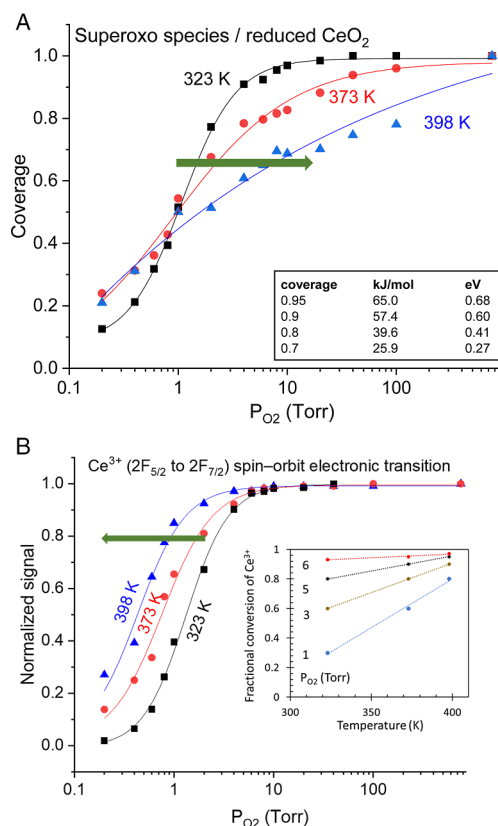 A
Superoxo species / reduced CeO2
323 K
373 K
398 K
1.0
0.8
0.6
0.4
0.2
0.0
Coverage
coverage kJ/mol eV
0.95 65.0 0.68
0.9 57.4 0.60
0.8 39.6 0.41
0.7 25.9 0.27
0.1 1 10 100
PO2 (Torr)
B
Ce3+ (2F5/2 to 2F7/2) spin–orbit electronic transition
1.0
0.8
0.6
0.4
0.2
0.0
Normalized signal
398 K
373 K
323 K
Fractional conversion of Ce3+
1
0.8
0.6
0.4
0.2
0
6
5
3
1
PO2 (Torr)
300 350 400 450
Temperature (K)
0.1 1 10 100
PO2 (Torr)